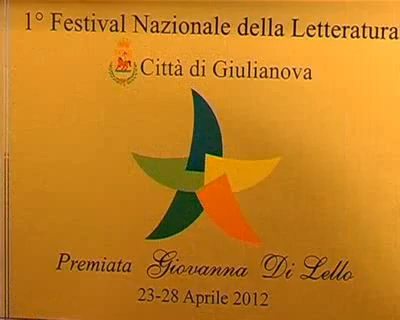 1° Festival Nazionale della Letteratura
Città di Giulianova
Premiata Giovanna Di Lello
23-28 Aprile 2012